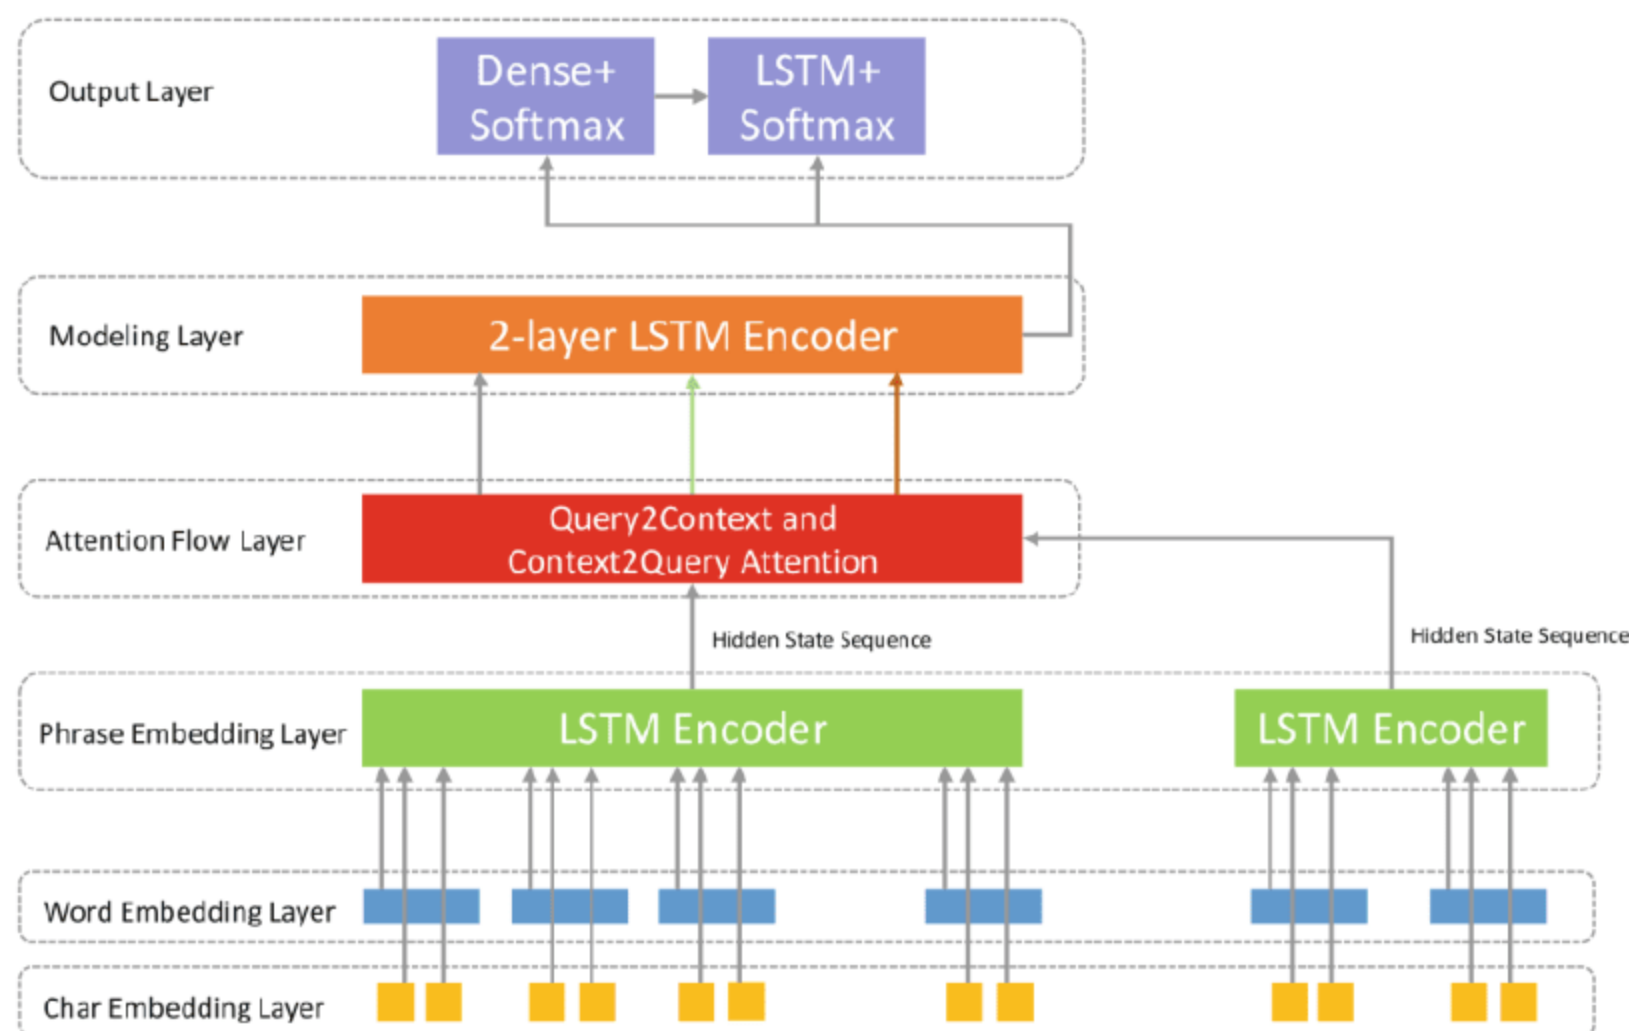 Output Layer
Dense+
Softmax
LSTM+
Softmax
Modeling Layer
2-layer LSTM Encoder
Attention Flow Layer
Query2Context and
Context2Query Attention
Hidden State Sequence
Hidden State Sequence
Phrase Embedding Layer
LSTM Encoder
LSTM Encoder
Word Embedding Layer
Char Embedding Layer